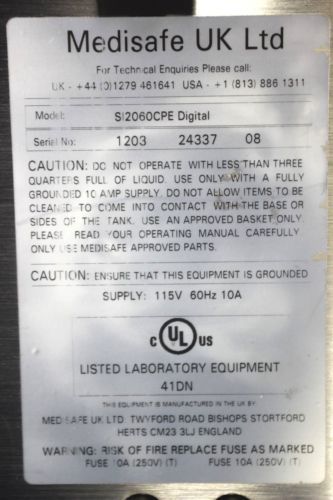 Medisafe UK Ltd
For Technical Enquiries Please call:
UK - +44 (0)1279 461641 USA - +1 (813) 886 1311
Model: SI2060CPE Digital
Serial No: 1203 24337 08
CAUTION: DO NOT OPERATE WITH LESS THAN THREE
QUARTERS FULL OF LIQUID. USE ONLY WITH A FULLY
GROUNDED 10 AMP SUPPLY. DO NOT ALLOW ITEMS TO BE
CLEANED TO COME INTO CONTACT WITH THE BASE OR
SIDES OF THE TANK. USE AN APPROVED BASKET ONLY.
PLEASE READ YOUR OPERATING MANUAL CAREFULLY
ONLY USE MEDISAFE APPROVED PARTS.
CAUTION: ENSURE THAT THIS EQUIPMENT IS GROUNDED
SUPPLY: 115V 60Hz 10A
C UL US
LISTED LABORATORY EQUIPMENT
41DN
THIS EQUIPMENT IS MANUFACTURED IN THE UK BY
MEDISAFE UK LTD TWYFORD ROAD BISHOPS STORTFORD
HERTS CM23 3LJ ENGLAND
WARNING: RISK OF FIRE REPLACE FUSE AS MARKED
FUSE 10A (250V) (T) FUSE 10A (250V) (T)